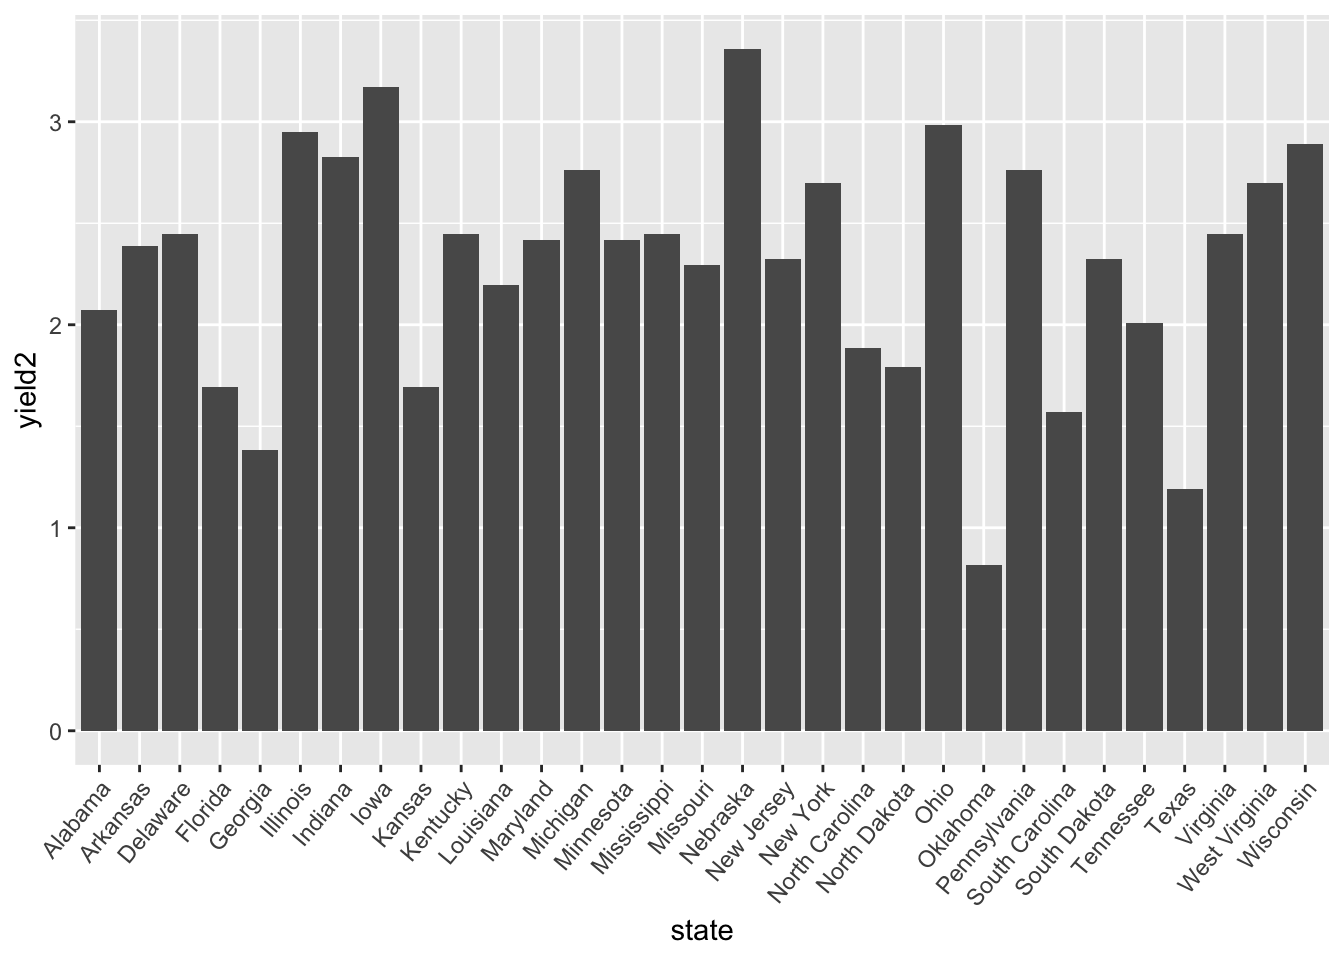 3
2
1
0
yield2
Alabama
Arkansas
Delaware
Florida
Georgia
Illinois
Indiana
Iowa
Kansas
Kentucky
Louisiana
Maryland
Michigan
Minnesota
Mississippi
Missouri
Nebraska
New Jersey
New York
North Carolina
North Dakota
Ohio
Oklahoma
Pennsylvania
South Carolina
South Dakota
Tennessee
Texas
Virginia
West Virginia
Wisconsin
state